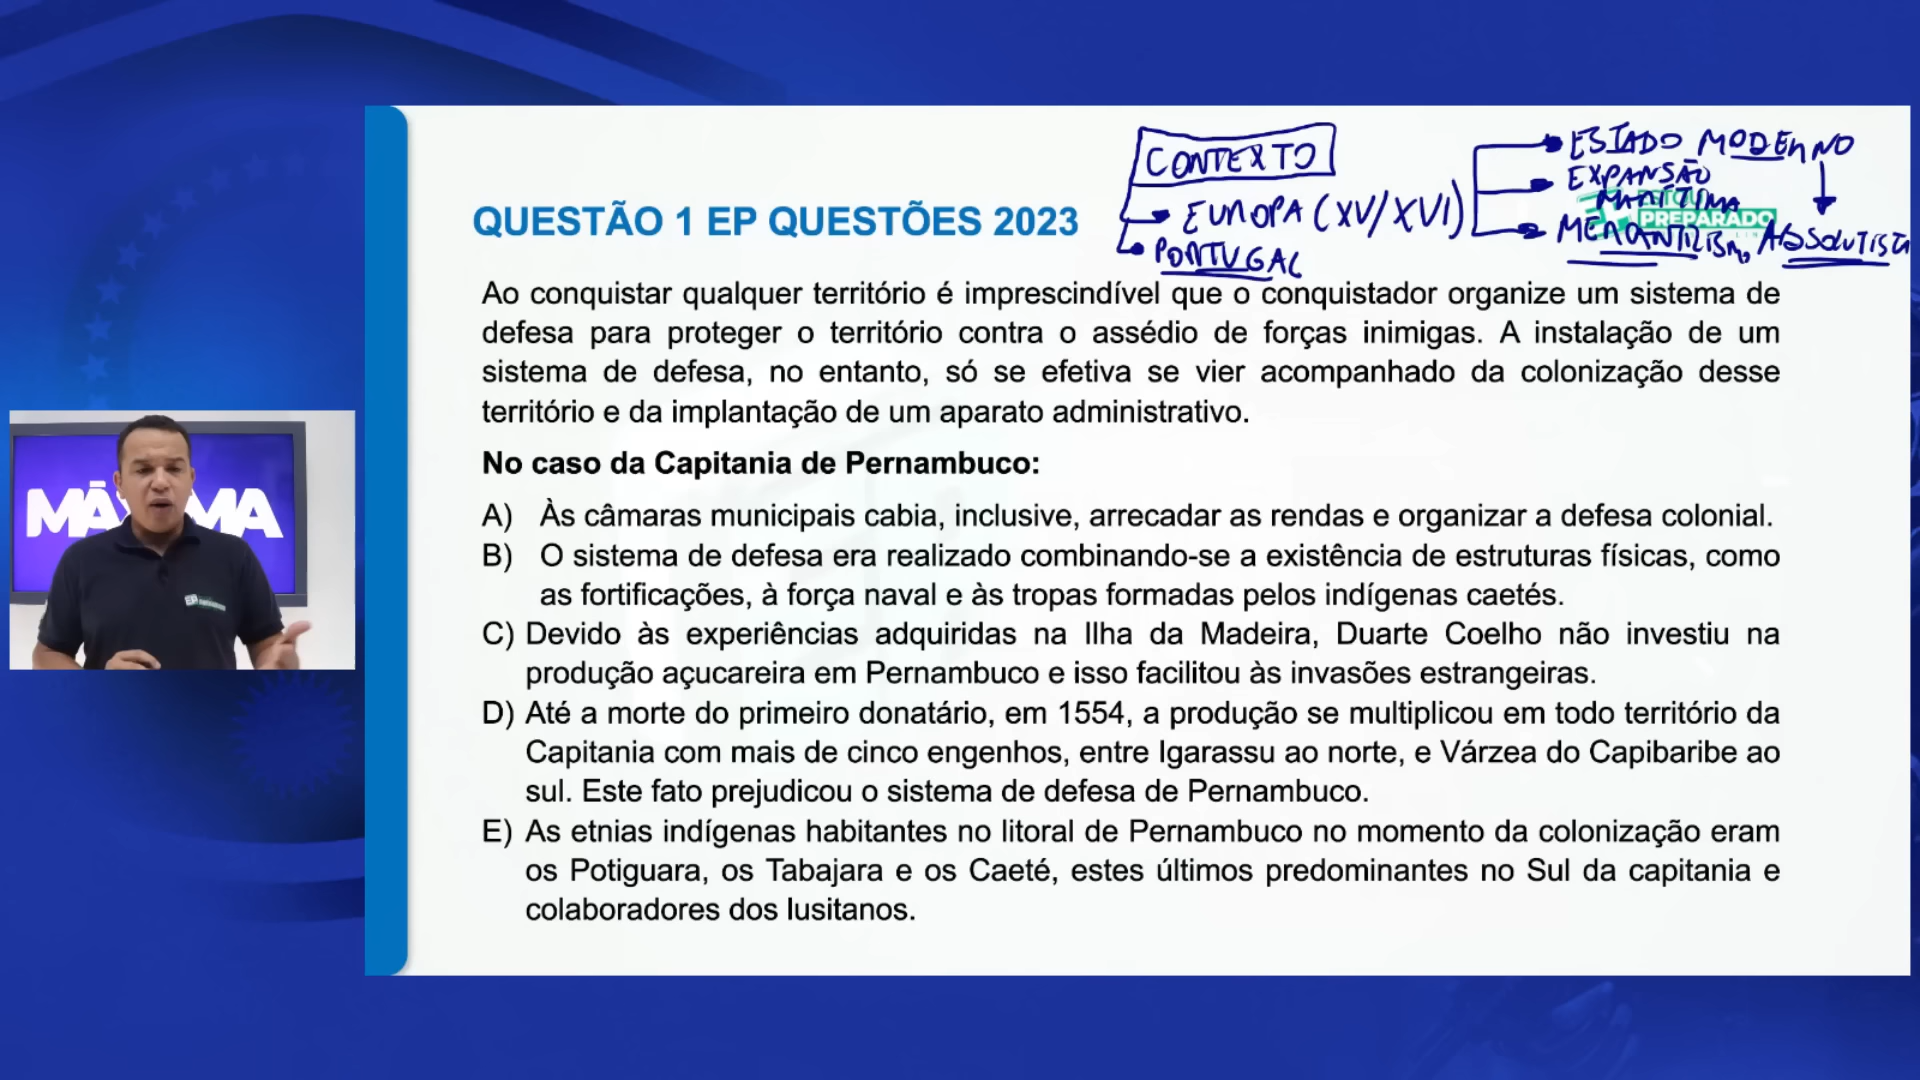 CONTEXTO
EUROPA (XV/XVI)
PORTUGAL
ESTADO MODERNO
EXPANSÃO
MARÍTIMA
MERCANTILISMO
ABSOLUTISTA
PREPARADO
QUESTÃO 1 EP QUESTÕES 2023
Ao conquistar qualquer território é imprescindível que o conquistador organize um sistema de
defesa para proteger o território contra o assédio de forças inimigas. A instalação de um
sistema de defesa, no entanto, só se efetiva se vier acompanhado da colonização desse
território e da implantação de um aparato administrativo.
No caso da Capitania de Pernambuco:
A) Às câmaras municipais cabia, inclusive, arrecadar as rendas e organizar a defesa colonial.
B) O sistema de defesa era realizado combinando-se a existência de estruturas físicas, como
as fortificações, à força naval e às tropas formadas pelos indígenas caetés.
C) Devido às experiências adquiridas na Ilha da Madeira, Duarte Coelho não investiu na
produção açucareira em Pernambuco e isso facilitou às invasões estrangeiras.
D) Até a morte do primeiro donatário, em 1554, a produção se multiplicou em todo território da
Capitania com mais de cinco engenhos, entre Igarassu ao norte, e Várzea do Capibaribe ao
sul. Este fato prejudicou o sistema de defesa de Pernambuco.
E) As etnias indígenas habitantes no litoral de Pernambuco no momento da colonização eram
os Potiguara, os Tabajara e os Caeté, estes últimos predominantes no Sul da capitania e
colaboradores dos lusitanos.